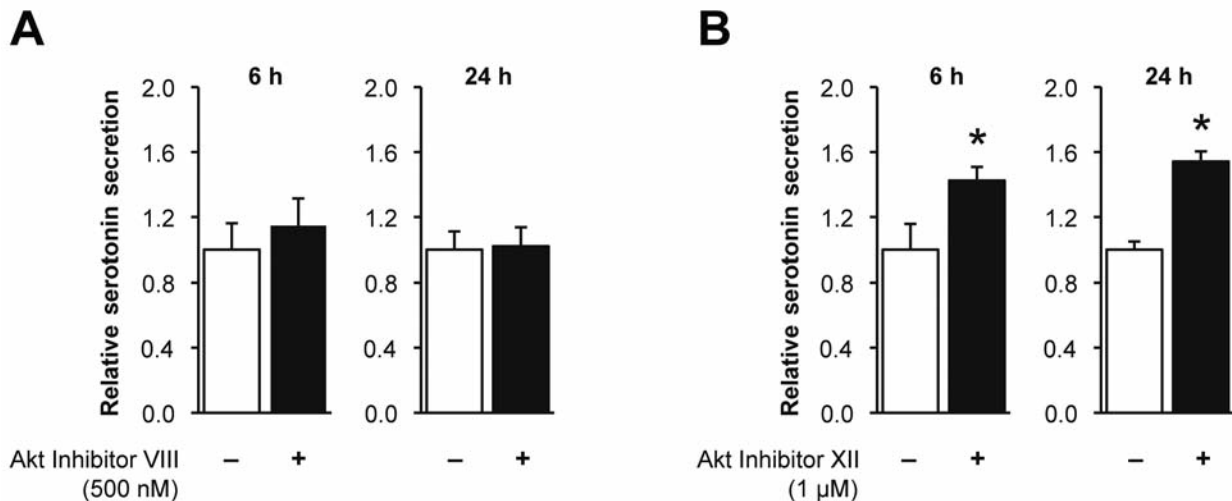 A
B
6 h
24 h
6 h
24 h
Relative serotonin secretion
2.0
1.6
1.2
0.8
0.4
0.0
2.0
1.6
1.2
0.8
0.4
0.0
Relative serotonin secretion
2.0
1.6
1.2
0.8
0.4
0.0
*
2.0
1.6
1.2
0.8
0.4
0.0
*
Akt Inhibitor VIII – + – +
(500 nM)
Akt Inhibitor XII – + – +
(1 µM)